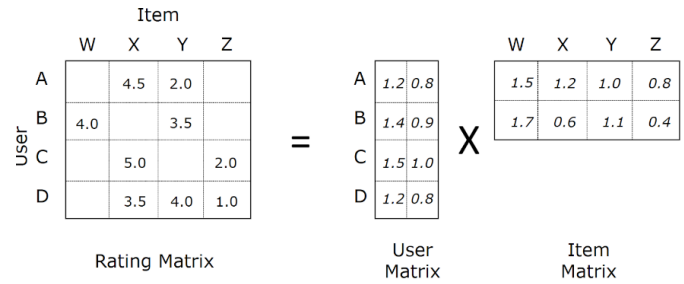 Item
W X Y Z W X Y Z
A 4.5 2.0 A 1.2 0.8 1.5 1.2 1.0 0.8
B 4.0 3.5 = B 1.4 0.9 X 1.7 0.6 1.1 0.4
User
C 5.0 2.0 C 1.5 1.0
D 3.5 4.0 1.0 D 1.2 0.8
Rating Matrix
User
Matrix
Item
Matrix